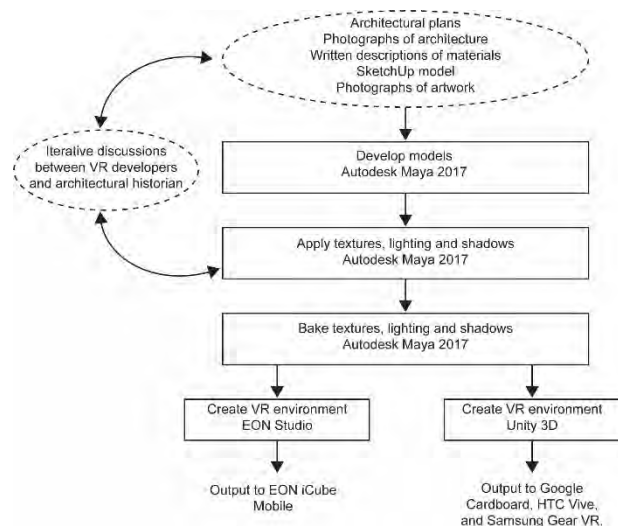 Architectural plans
Photographs of architecture
Written descriptions of materials
SketchUp model
Photographs of artwork
Iterative discussions
between VR developers
and architectural historian
Develop models
Autodesk Maya 2017
Apply textures, lighting and shadows
Autodesk Maya 2017
Bake textures, lighting and shadows
Autodesk Maya 2017
Create VR environment
EON Studio
Create VR environment
Unity 3D
Output to EON iCube
Mobile
Output to Google
Cardboard, HTC Vive,
and Samsung Gear VR.